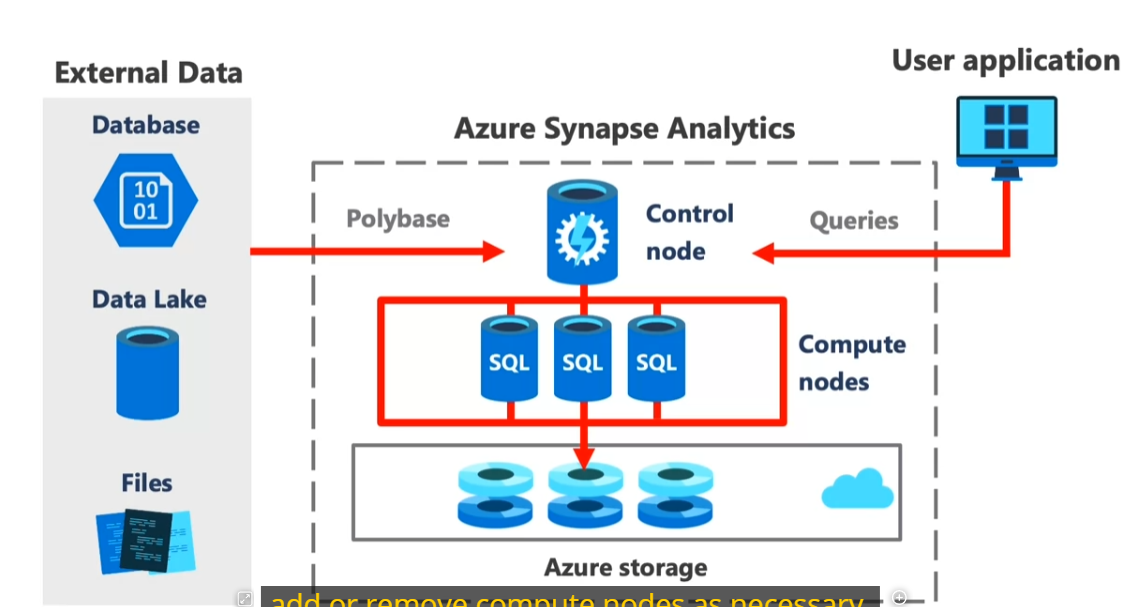 User application
External Data
Database
Azure Synapse Analytics
10
01
Polybase
Control
node
Queries
Data Lake
SQL
SQL
SQL
Compute
nodes
Files
Azure storage
add or remove compute nodes as necessary